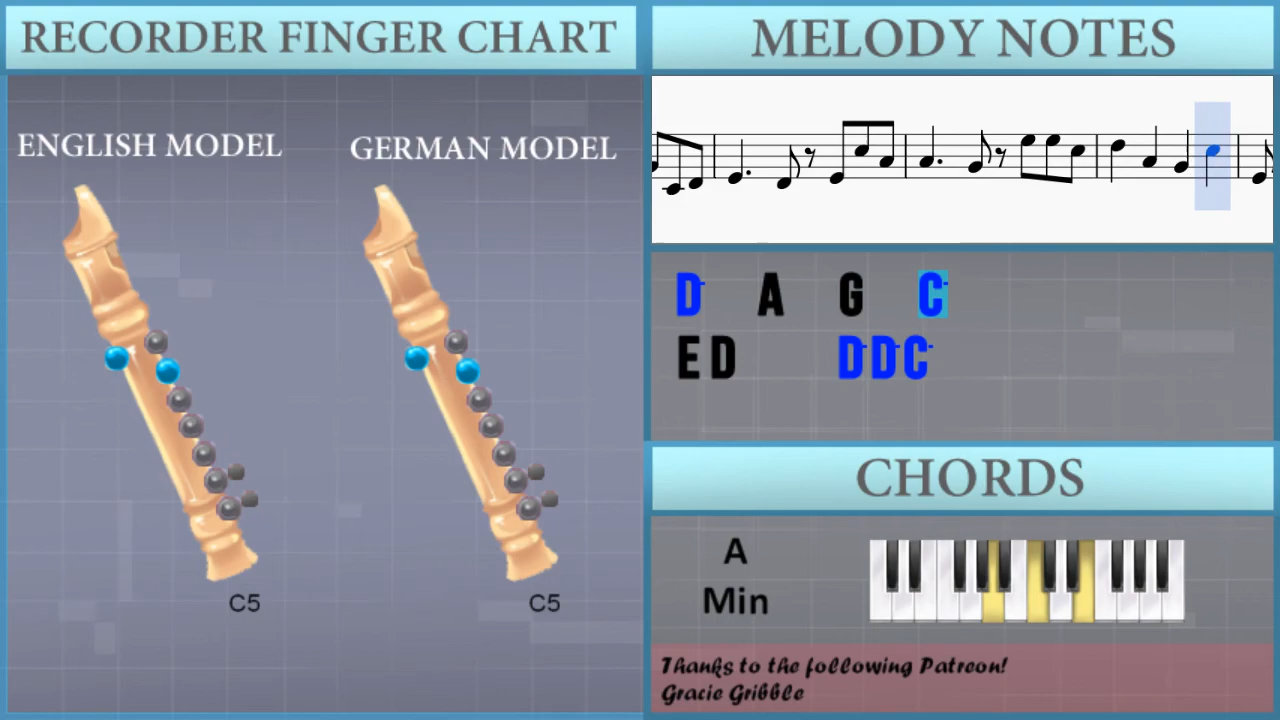 RECORDER FINGER CHART
ENGLISH MODEL
GERMAN MODEL
C5
C5
MELODY NOTES
D- A G C-
E D D- D- C-
CHORDS
A
Min
Thanks to the following Patreon!
Gracie Gribble